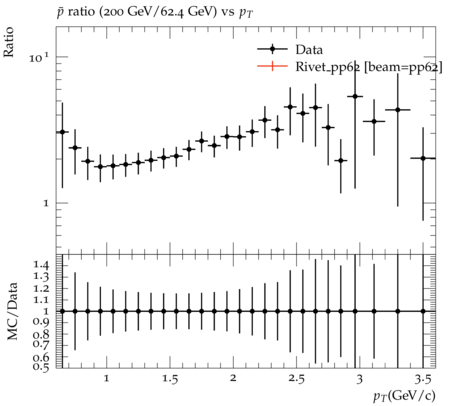 p̄ ratio (200 GeV/62.4 GeV) vs p_T
Ratio
10^1
Data
Rivet_pp62 [beam=pp62]
1
MC/Data
1.4
1.3
1.2
1.1
1
0.9
0.8
0.7
0.6
0.5
1 1.5 2 2.5 3 3.5
p_T(GeV/c)